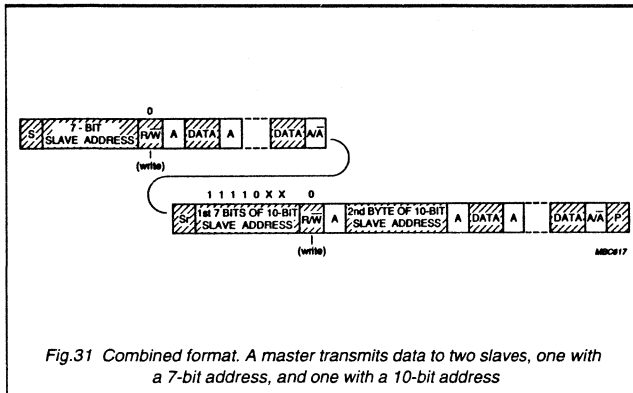 0
S 7 - BIT SLAVE ADDRESS R/W̅ A DATA A DATA A/A̅
(write)
1 1 1 1 0 X X 0
Sr 1st 7 BITS OF 10-BIT SLAVE ADDRESS R/W̅ A 2nd BYTE OF 10-BIT SLAVE ADDRESS A DATA A DATA A/A̅ P
(write)
MBC617
Fig.31 Combined format. A master transmits data to two slaves, one with
a 7-bit address, and one with a 10-bit address